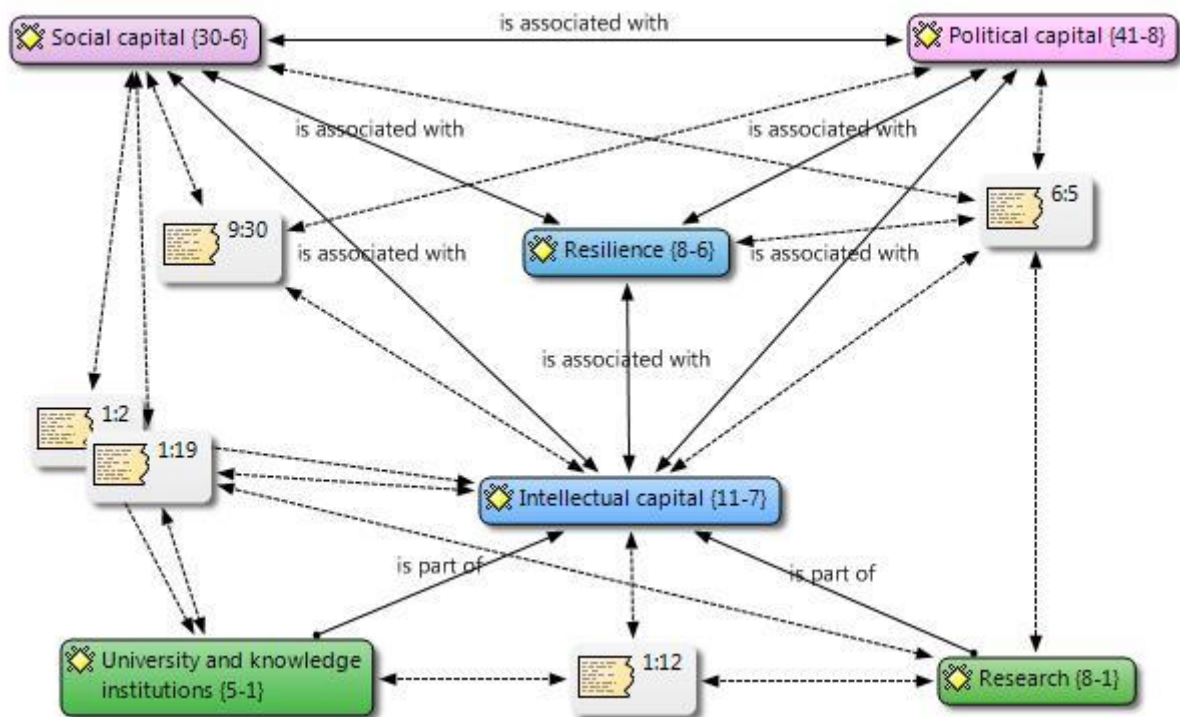 is associated with
Social capital {30-6}
Political capital {41-8}
is associated with
is associated with
9:30
6:5
Resilience {8-6}
is associated with
is associated with
is associated with
1:2
1:19
Intellectual capital {11-7}
is part of
is part of
University and knowledge
institutions {5-1}
1:12
Research {8-1}